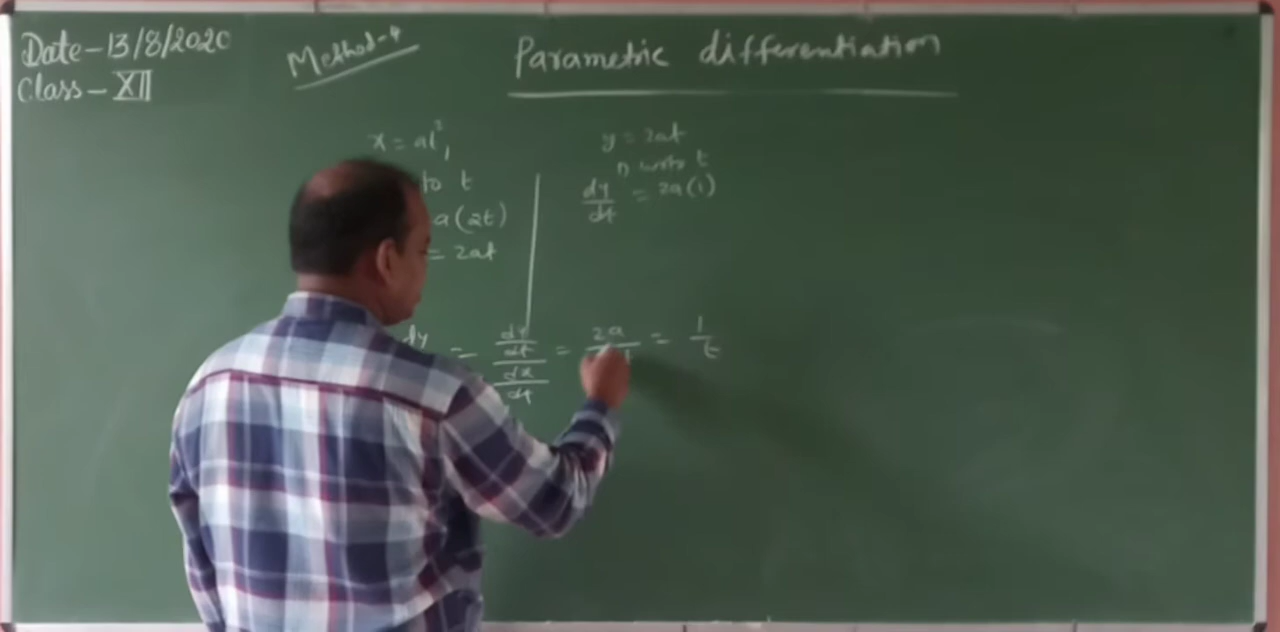 Date-13/8/2020
Class-XII
Method-4
Parametric differentiation
x = at²,
to t
a(2t)
= 2at
y = 2at
D w.r.to t
dy/dt = 2a(1)
dy = dy/dt / dx/dt = 2a = 1/t